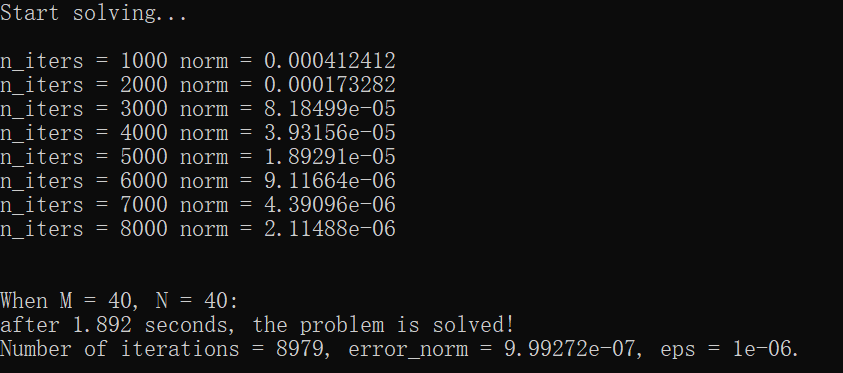 Start solving...
n_iters = 1000 norm = 0.000412412
n_iters = 2000 norm = 0.000173282
n_iters = 3000 norm = 8.18499e-05
n_iters = 4000 norm = 3.93156e-05
n_iters = 5000 norm = 1.89291e-05
n_iters = 6000 norm = 9.11664e-06
n_iters = 7000 norm = 4.39096e-06
n_iters = 8000 norm = 2.11488e-06
When M = 40, N = 40:
after 1.892 seconds, the problem is solved!
Number of iterations = 8979, error_norm = 9.99272e-07, eps = 1e-06.